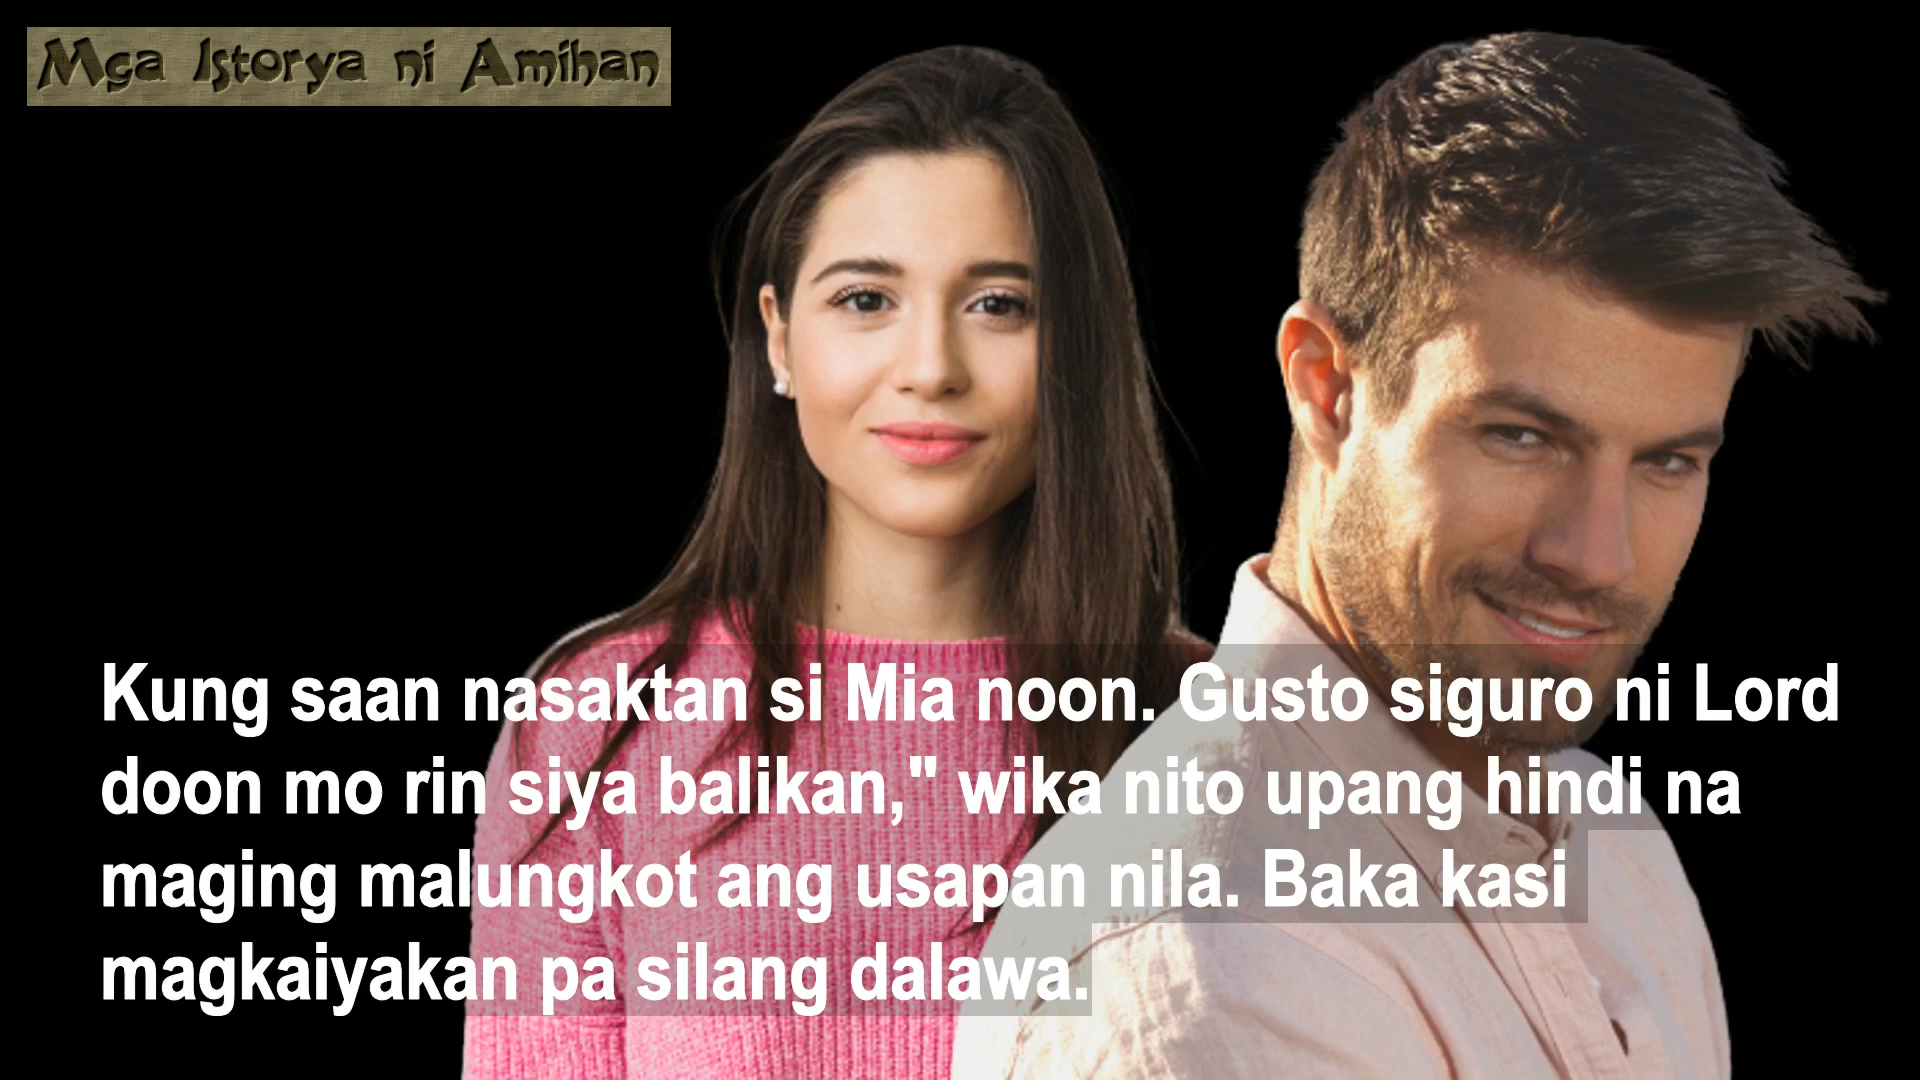 Mga Istorya ni Amihan
Kung saan nasaktan si Mia noon. Gusto siguro ni Lord
doon mo rin siya balikan," wika nito upang hindi na
maging malungkot ang usapan nila. Baka kasi
magkaiyakan pa silang dalawa.